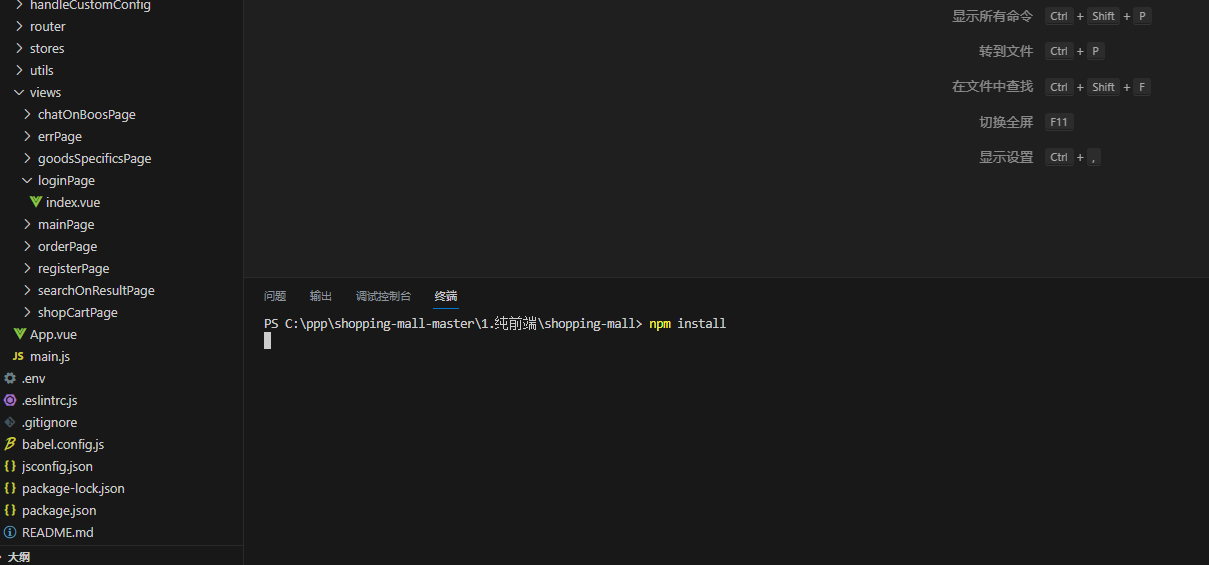 handleCustomConfig
router
stores
utils
views
chatOnBoosPage
errPage
goodsSpecificsPage
loginPage
index.vue
mainPage
orderPage
registerPage
searchOnResultPage
shopCartPage
App.vue
JS main.js
.env
.eslintrc.js
.gitignore
babel.config.js
{} jsconfig.json
{} package-lock.json
{} package.json
README.md
大纲
显示所有命令 Ctrl + Shift + P
转到文件 Ctrl + P
在文件中查找 Ctrl + Shift + F
切换全屏 F11
显示设置 Ctrl + ,
问题 输出 调试控制台 终端
PS C:\ppp\shopping-mall-master\1.纯前端\shopping-mall> npm install